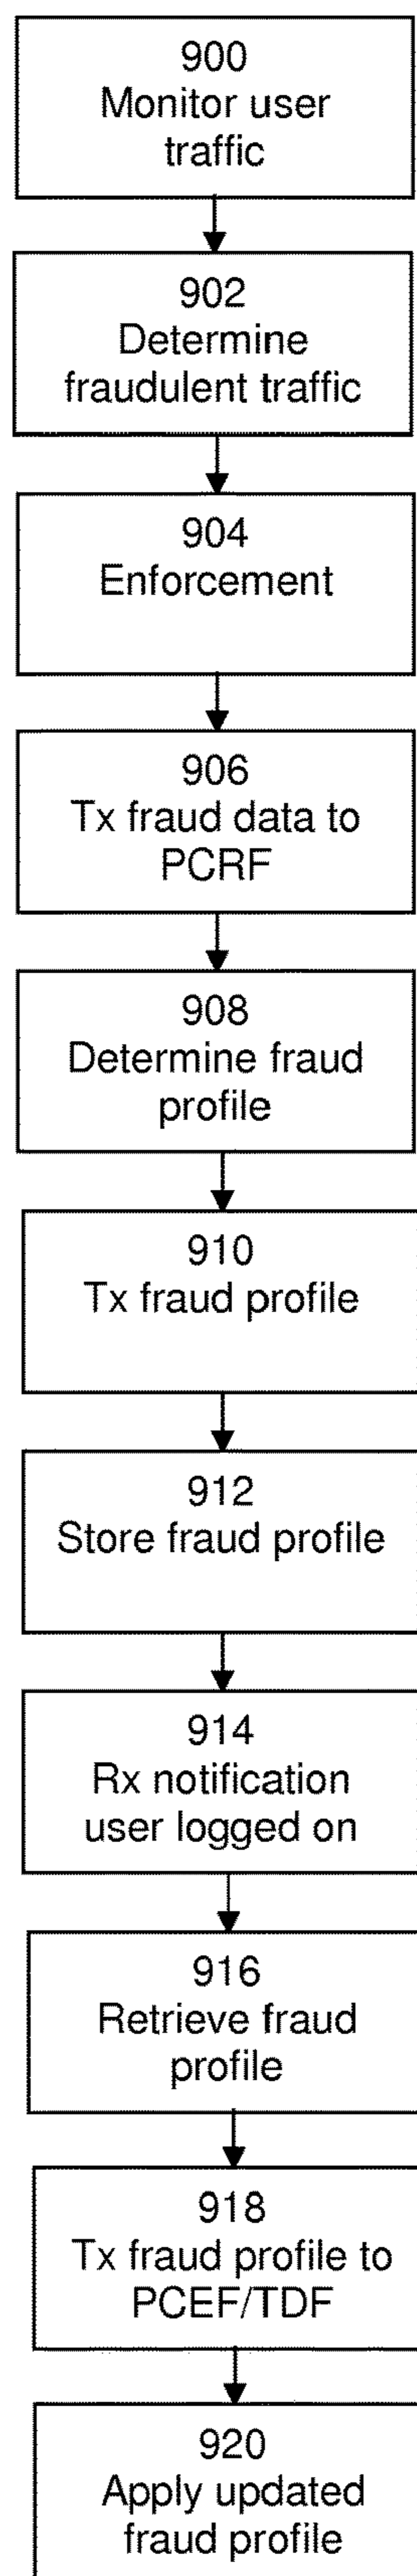 900
Monitor user
traffic
902
Determine
fraudulent traffic
904
Enforcement
906
Tx fraud data to
PCRF
908
Determine fraud
profile
910
Tx fraud profile
912
Store fraud profile
914
Rx notification
user logged on
916
Retrieve fraud
profile
918
Tx fraud profile to
PCEF/TDF
920
Apply updated
fraud profile